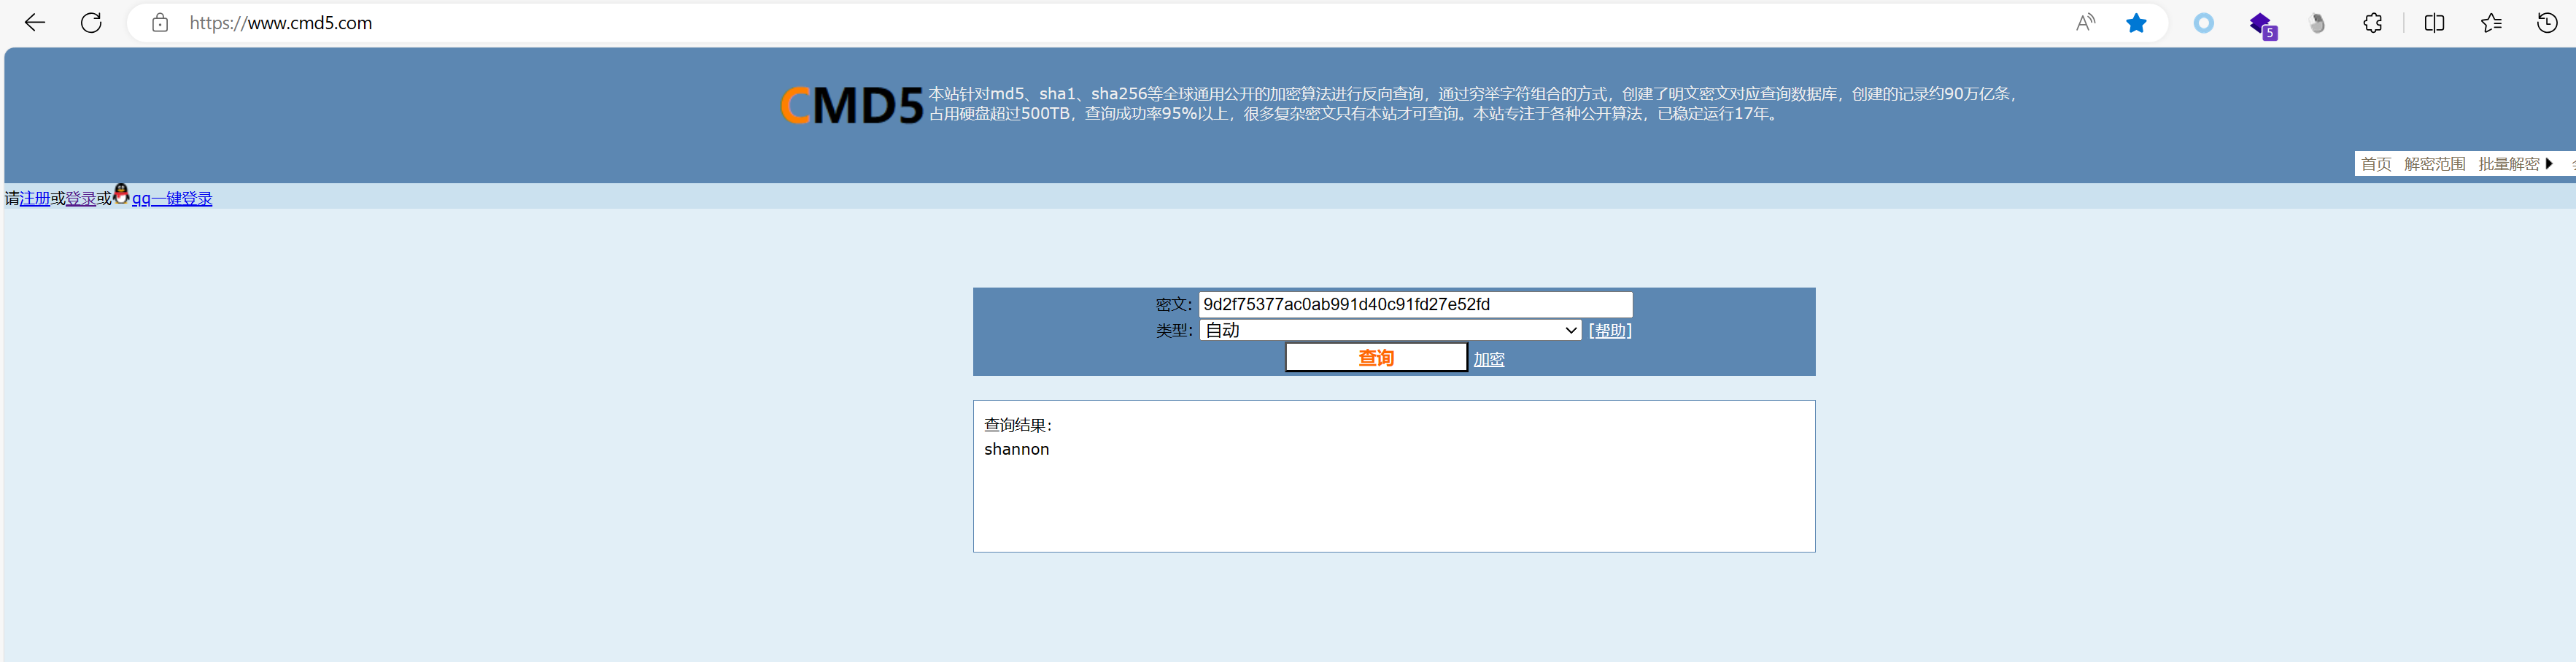 https://www.cmd5.com
5
CMD5
本站针对md5、sha1、sha256等全球通用公开的加密算法进行反向查询，通过穷举字符组合的方式，创建了明文密文对应查询数据库，创建的记录约90万亿条，
占用硬盘超过500TB，查询成功率95%以上，很多复杂密文只有本站才可查询。本站专注于各种公开算法，已稳定运行17年。
首页 解密范围 批量解密
请注册或登录或qq一键登录
密文： 9d2f75377ac0ab991d40c91fd27e52fd
类型： 自动 [帮助]
查询 加密
查询结果：
shannon